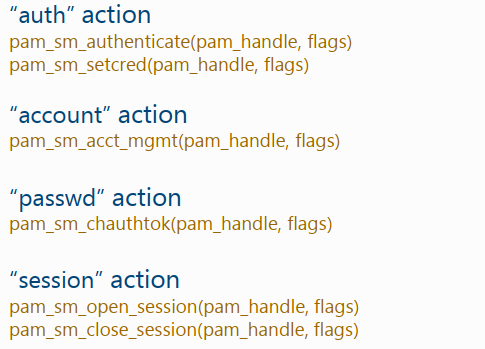 “auth” action
pam_sm_authenticate(pam_handle, flags)
pam_sm_setcred(pam_handle, flags)
“account” action
pam_sm_acct_mgmt(pam_handle, flags)
“passwd” action
pam_sm_chauthtok(pam_handle, flags)
“session” action
pam_sm_open_session(pam_handle, flags)
pam_sm_close_session(pam_handle, flags)